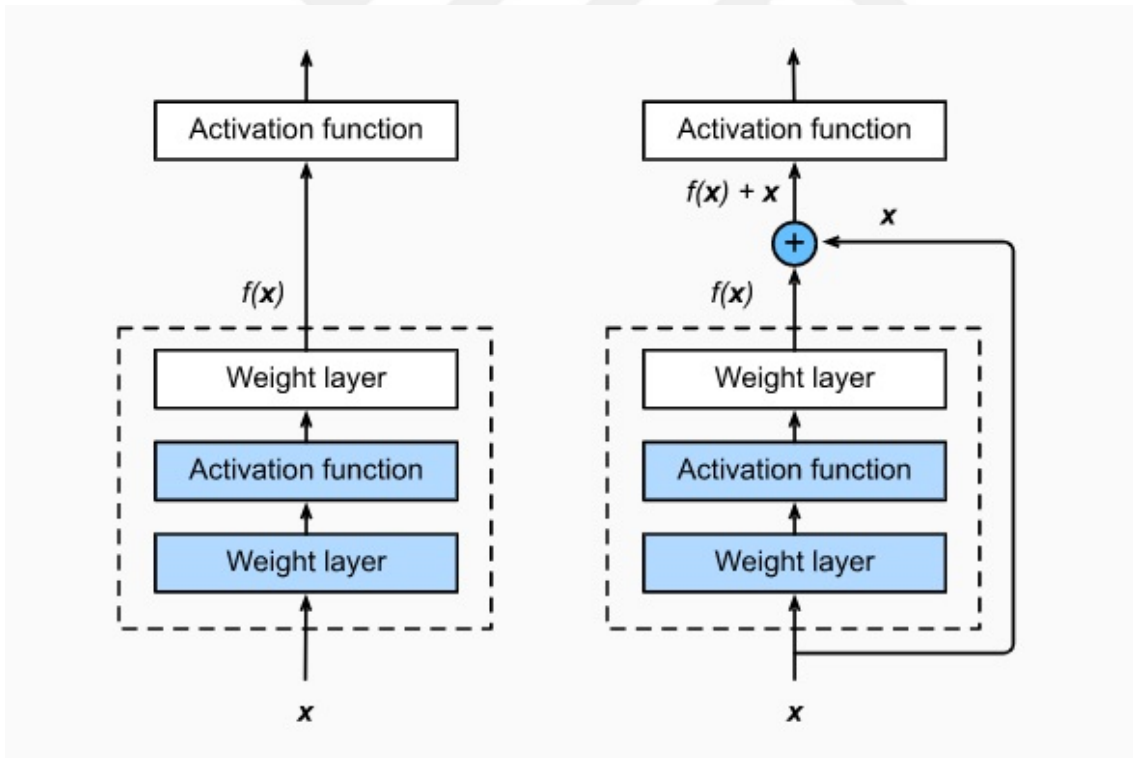 Activation function
f(x)
Weight layer
Activation function
Weight layer
x
Activation function
f(x) + x
x
+
f(x)
Weight layer
Activation function
Weight layer
x